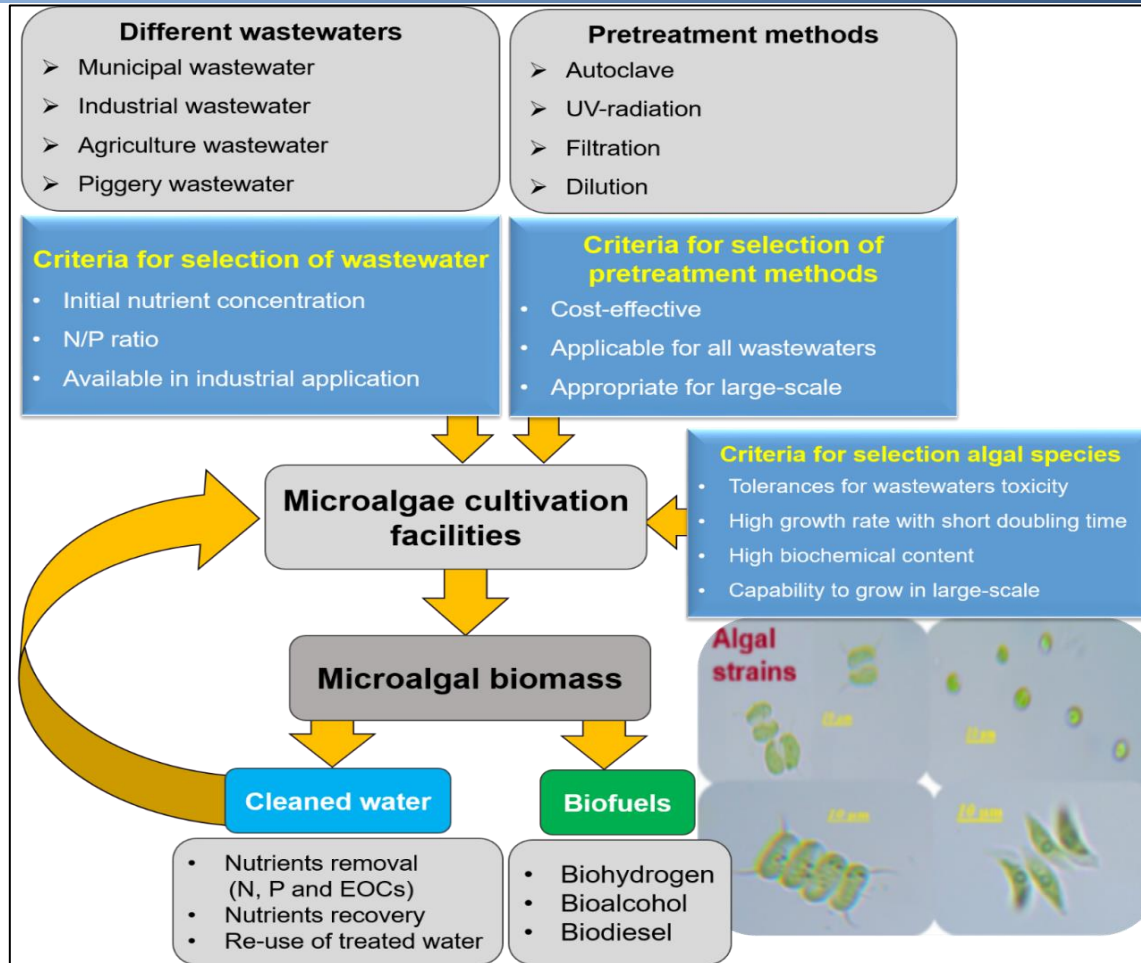 Different wastewaters
➢ Municipal wastewater
➢ Industrial wastewater
➢ Agriculture wastewater
➢ Piggery wastewater
Pretreatment methods
➢ Autoclave
➢ UV-radiation
➢ Filtration
➢ Dilution
Criteria for selection of wastewater
• Initial nutrient concentration
• N/P ratio
• Available in industrial application
Criteria for selection of
pretreatment methods
• Cost-effective
• Applicable for all wastewaters
• Appropriate for large-scale
Criteria for selection algal species
• Tolerances for wastewaters toxicity
• High growth rate with short doubling time
• High biochemical content
• Capability to grow in large-scale
Microalgae cultivation
facilities
Microalgal biomass
Algal
strains
10 µm
10 µm
Cleaned water
Biofuels
• Nutrients removal
(N, P and EOCs)
• Nutrients recovery
• Re-use of treated water
• Biohydrogen
• Bioalcohol
• Biodiesel